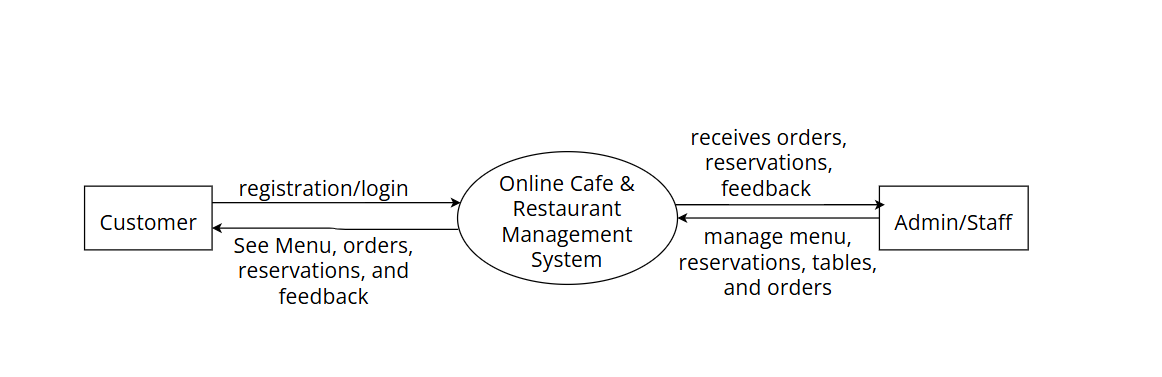 Customer
registration/login
See Menu, orders,
reservations, and
feedback
Online Cafe &
Restaurant
Management
System
receives orders,
reservations,
feedback
manage menu,
reservations, tables,
and orders
Admin/Staff